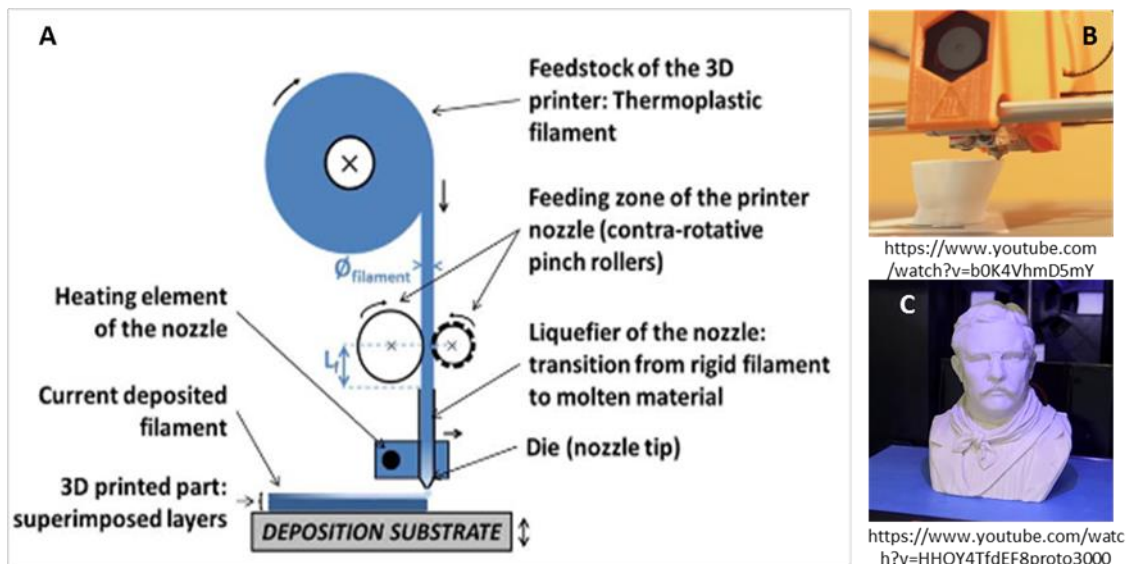 A
Feedstock of the 3D
printer: Thermoplastic
filament
Feeding zone of the printer
nozzle (contra-rotative
pinch rollers)
Øfilament
Heating element
of the nozzle
Lf
Liquefier of the nozzle:
transition from rigid filament
to molten material
Current deposited
filament
Die (nozzle tip)
3D printed part:
superimposed layers
DEPOSITION SUBSTRATE
B
https://www.youtube.com
/watch?v=b0K4VhmD5mY
C
https://www.youtube.com/watc
h?v=HHOY4TfdEF8proto3000